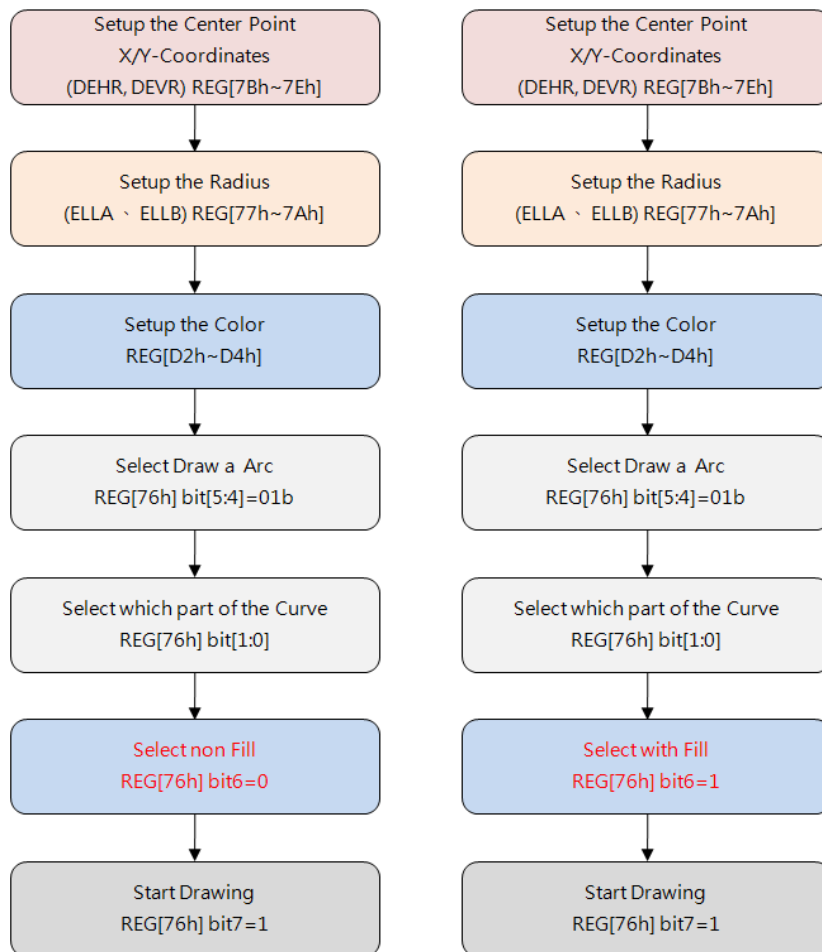 Setup the Center Point
X/Y-Coordinates
(DEHR, DEVR) REG[7Bh~7Eh]
Setup the Radius
(ELLA 、 ELLB) REG[77h~7Ah]
Setup the Color
REG[D2h~D4h]
Select Draw a Arc
REG[76h] bit[5:4]=01b
Select which part of the Curve
REG[76h] bit[1:0]
Select non Fill
REG[76h] bit6=0
Start Drawing
REG[76h] bit7=1
Setup the Center Point
X/Y-Coordinates
(DEHR, DEVR) REG[7Bh~7Eh]
Setup the Radius
(ELLA 、 ELLB) REG[77h~7Ah]
Setup the Color
REG[D2h~D4h]
Select Draw a Arc
REG[76h] bit[5:4]=01b
Select which part of the Curve
REG[76h] bit[1:0]
Select with Fill
REG[76h] bit6=1
Start Drawing
REG[76h] bit7=1